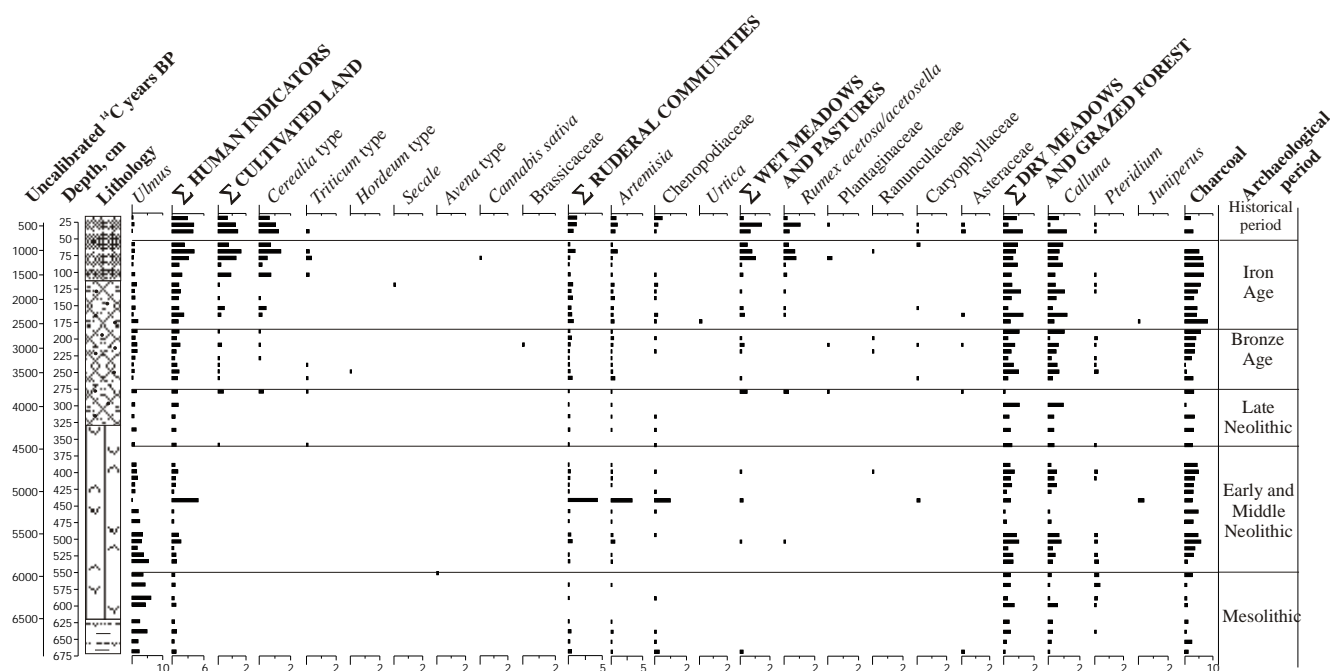 Uncalibrated ¹⁴C years BP
Depth, cm
Lithology
Ulmus
Σ HUMAN INDICATORS
Σ CULTIVATED LAND
Cerealia type
Triticum type
Hordeum type
Secale
Avena type
Cannabis sativa
Brassicaceae
Σ RUDERAL COMMUNITIES
Artemisia
Chenopodiaceae
Urtica
Σ WET MEADOWS
AND PASTURES
Rumex acetosa/acetosella
Plantaginaceae
Ranunculaceae
Caryophyllaceae
Asteraceae
Σ DRY MEADOWS
AND GRAZED FOREST
Calluna
Pteridium
Juniperus
Charcoal
Archaeological
period
500
1000
1500
2000
2500
3000
3500
4000
4500
5000
5500
6000
6500
25
50
75
100
125
150
175
200
225
250
275
300
325
350
375
400
425
450
475
500
525
550
575
600
625
650
675
Historical
period
Iron
Age
Bronze
Age
Late
Neolithic
Early and
Middle
Neolithic
Mesolithic
10 6 2 2 2 2 2 2 2 2 5 5 2 2 2 2 2 2 2 2 2 2 2 2 10